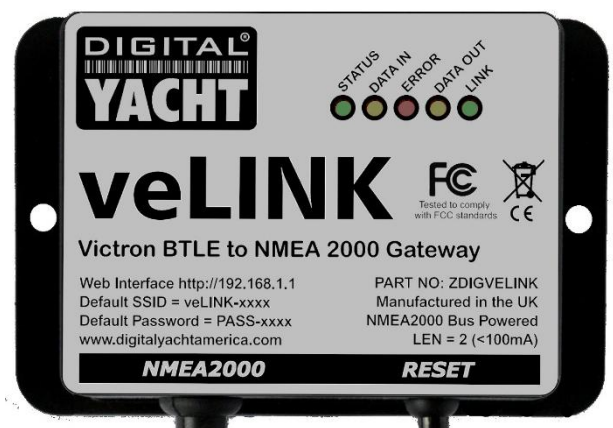 DIGITAL®
YACHT
STATUS
DATA IN
ERROR
DATA OUT
LINK
veLINK
FC
Tested to comply
with FCC standards
CE
Victron BTLE to NMEA 2000 Gateway
Web Interface http://192.168.1.1
Default SSID = veLINK-xxxx
Default Password = PASS-xxxx
www.digitalyachtamerica.com
PART NO: ZDIGVELINK
Manufactured in the UK
NMEA2000 Bus Powered
LEN = 2 (<100mA)
NMEA2000
RESET